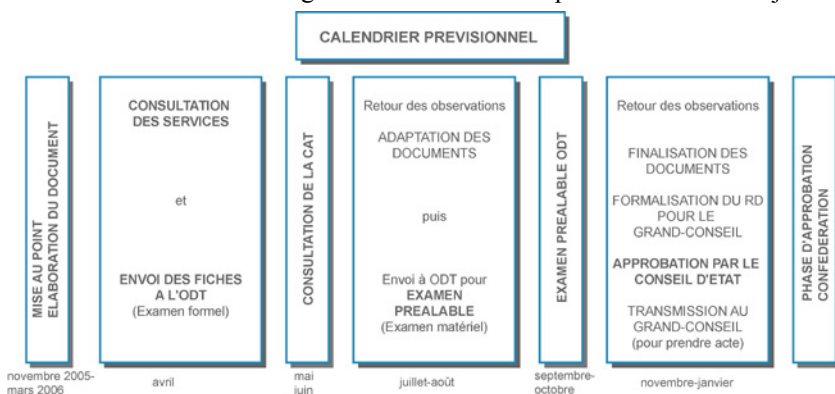 CALENDRIER PREVISIONNEL
MISE AU POINT
ELABORATION DU DOCUMENT
novembre 2005-
mars 2006
CONSULTATION
DES SERVICES
et
ENVOI DES FICHES
A L'ODT
(Examen formel)
avril
CONSULTATION DE LA CAT
mai
juin
Retour des observations
ADAPTATION DES
DOCUMENTS
puis
Envoi à ODT pour
EXAMEN
PREALABLE
(Examen matériel)
juillet-août
EXAMEN PREALABLE ODT
septembre-
octobre
Retour des observations
FINALISATION DES
DOCUMENTS
FORMALISATION DU RD
POUR LE
GRAND-CONSEIL
APPROBATION PAR LE
CONSEIL D'ETAT
TRANSMISSION AU
GRAND-CONSEIL
(pour prendre acte)
novembre-janvier
PHASE D'APPROBATION
CONFEDERATION